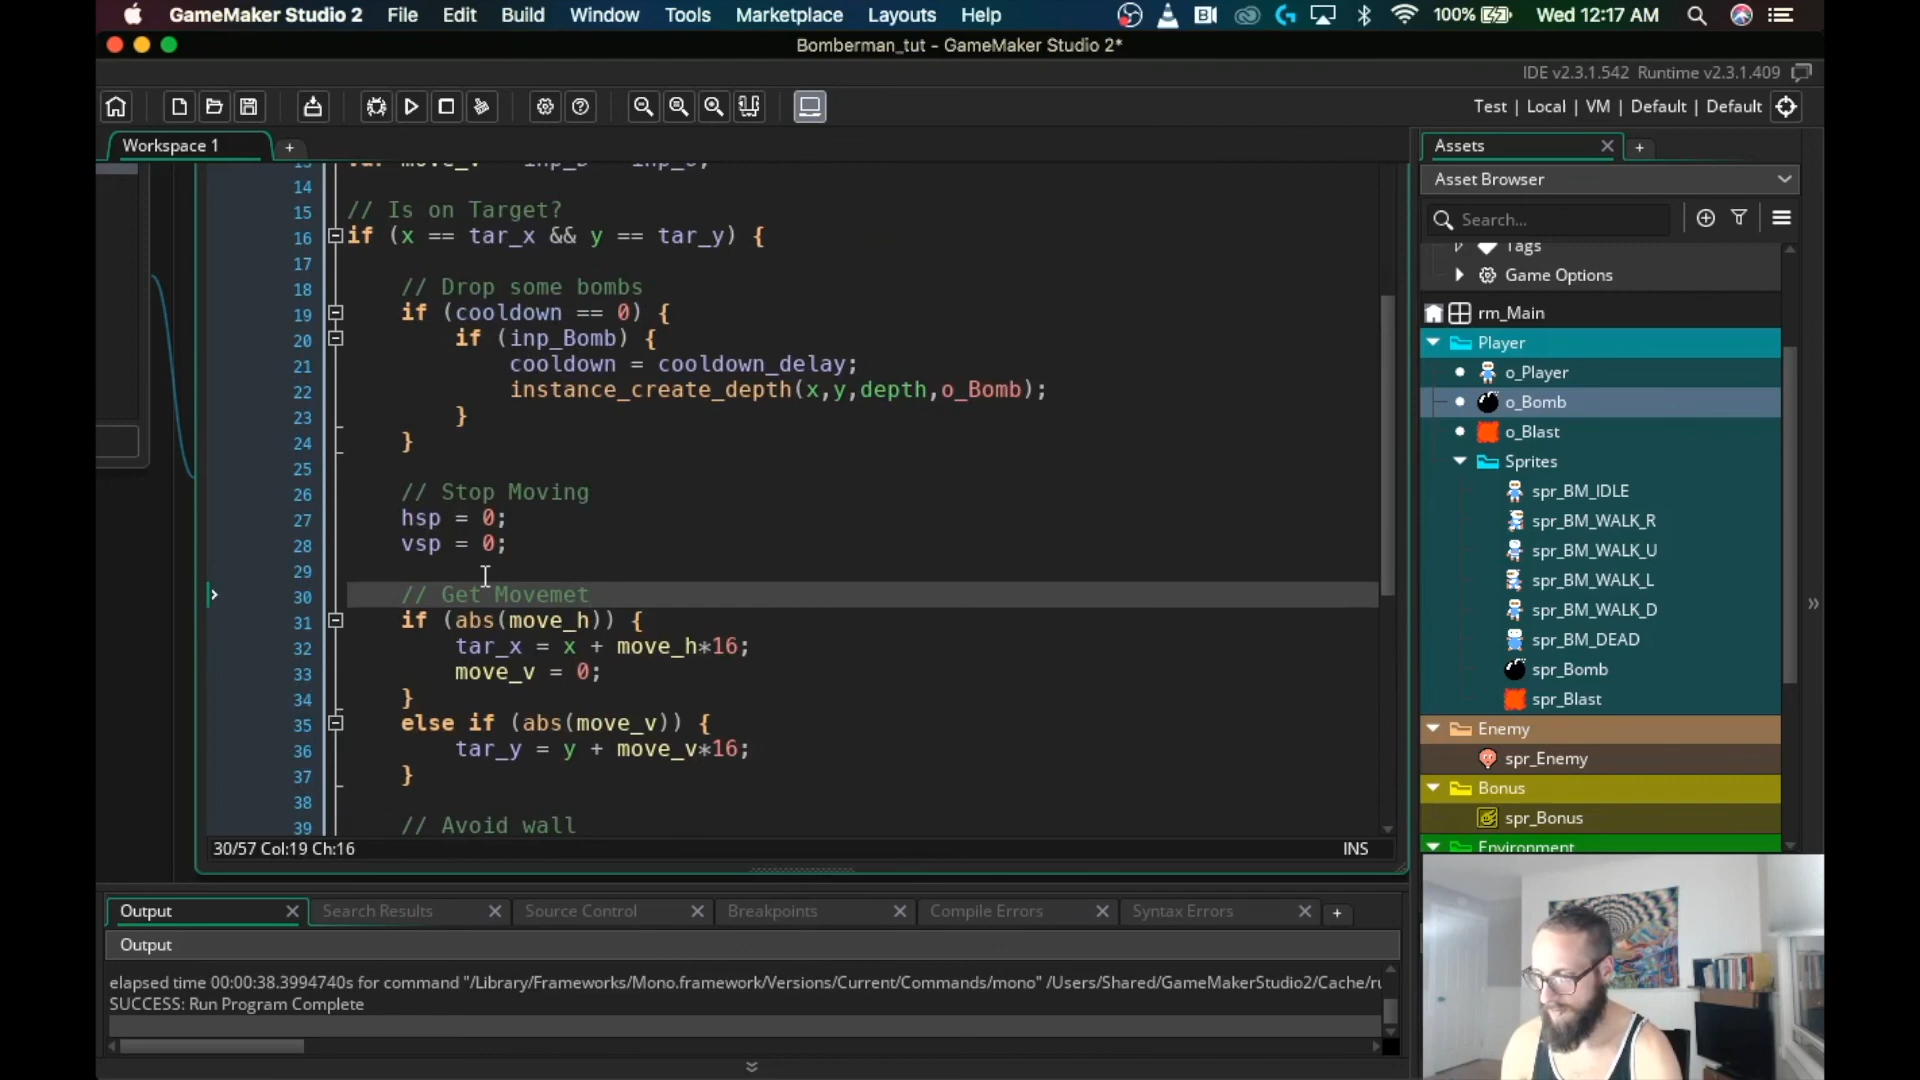 GameMaker Studio 2 File Edit Build Window Tools Marketplace Layouts Help 100% Wed 12:17 AM
Bomberman_tut - GameMaker Studio 2*
IDE v2.3.1.542 Runtime v2.3.1.409
Test | Local | VM | Default | Default
Workspace 1 +
Assets
Asset Browser
Search...
Tags
Game Options
rm_Main
Player
o_Player
o_Bomb
o_Blast
Sprites
spr_BM_IDLE
spr_BM_WALK_R
spr_BM_WALK_U
spr_BM_WALK_L
spr_BM_WALK_D
spr_BM_DEAD
spr_Bomb
spr_Blast
Enemy
spr_Enemy
Bonus
spr_Bonus
Environment
14
15 // Is on Target?
16 if (x == tar_x && y == tar_y) {
17
18 // Drop some bombs
19 if (cooldown == 0) {
20 if (inp_Bomb) {
21 cooldown = cooldown_delay;
22 instance_create_depth(x,y,depth,o_Bomb);
23 }
24 }
25
26 // Stop Moving
27 hsp = 0;
28 vsp = 0;
29
30 // Get Movemet
31 if (abs(move_h)) {
32 tar_x = x + move_h*16;
33 move_v = 0;
34 }
35 else if (abs(move_v)) {
36 tar_y = y + move_v*16;
37 }
38
39 // Avoid wall
30/57 Col:19 Ch:16 INS
Output Search Results Source Control Breakpoints Compile Errors Syntax Errors +
Output
elapsed time 00:00:38.3994740s for command "/Library/Frameworks/Mono.framework/Versions/Current/Commands/mono" /Users/Shared/GameMakerStudio2/Cache/ru
SUCCESS: Run Program Complete